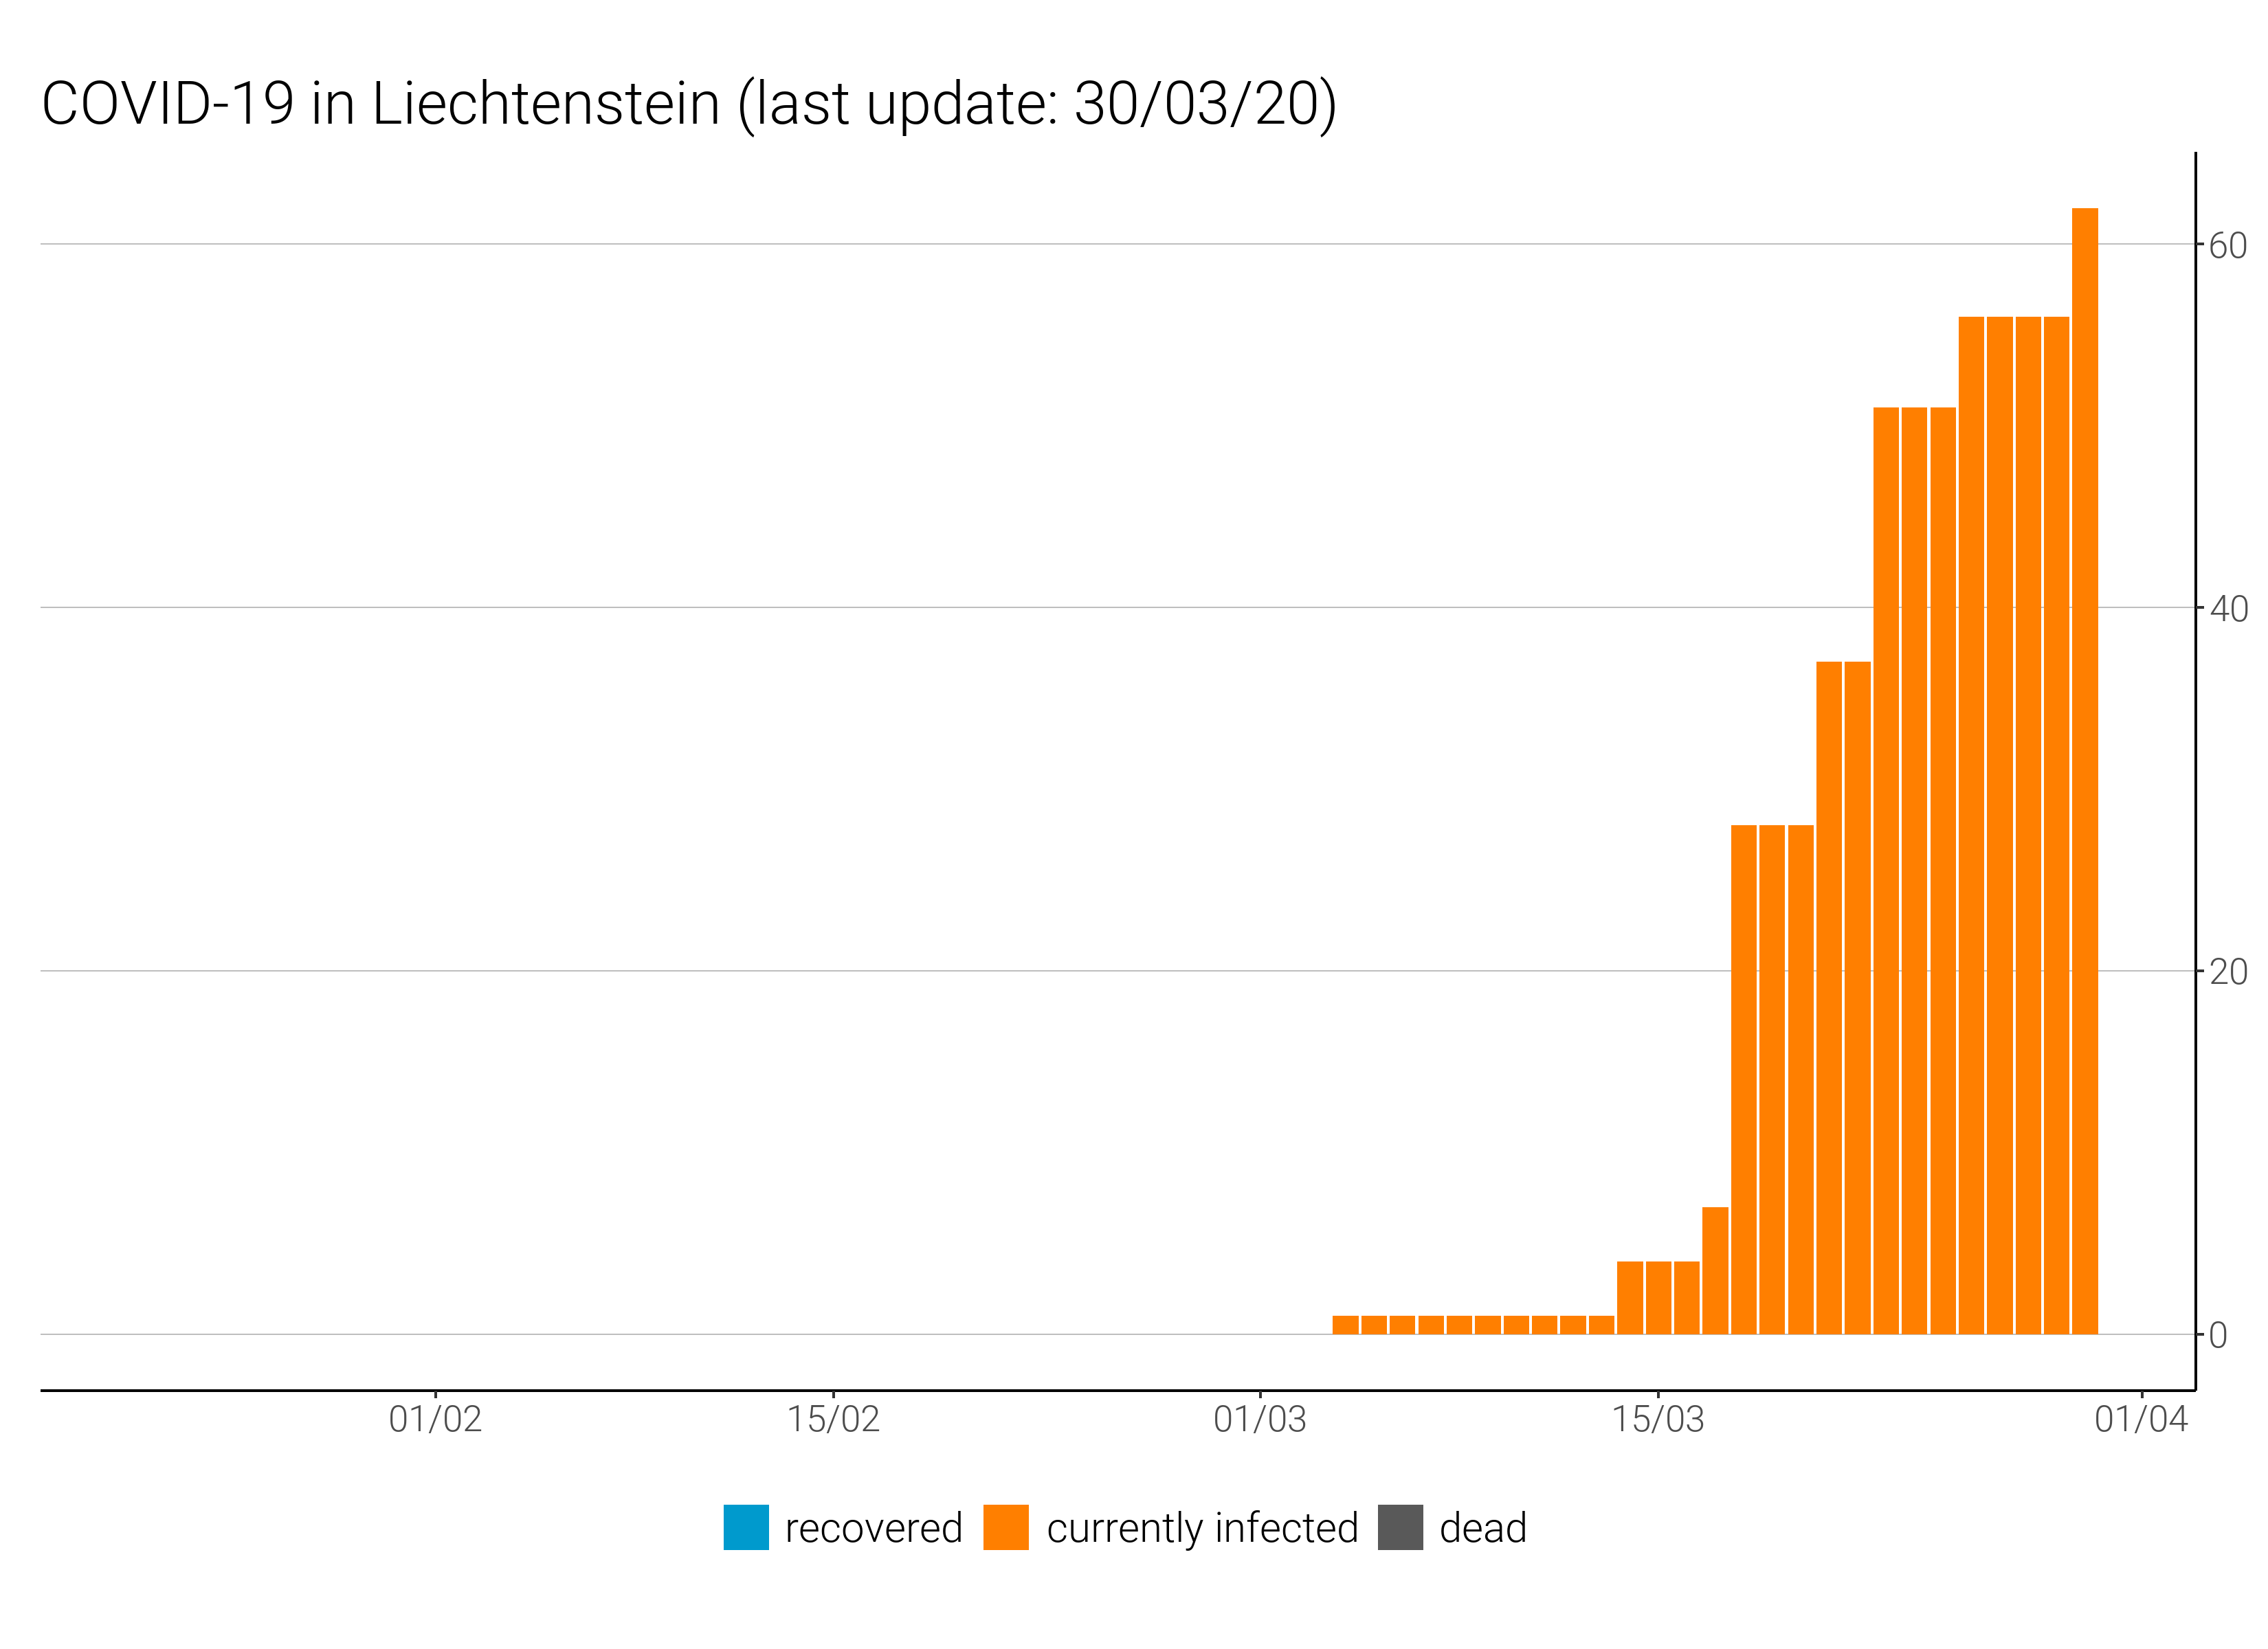 COVID-19 in Liechtenstein (last update: 30/03/20)
60
40
20
0
01/02 15/02 01/03 15/03 01/04
recovered currently infected dead